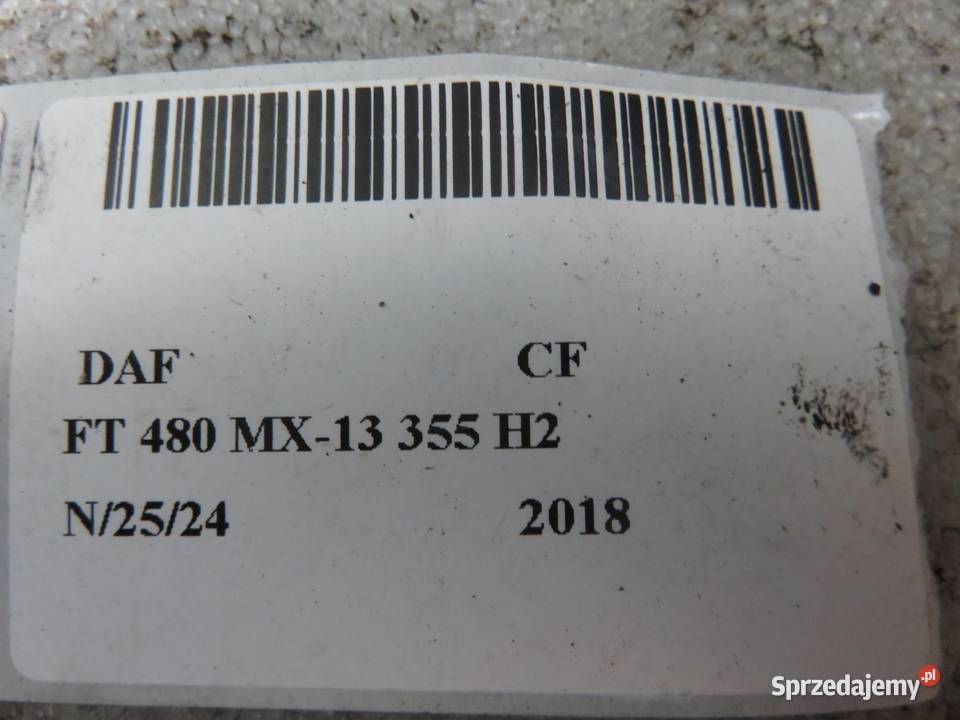 DAF CF
FT 480 MX-13 355 H2
N/25/24 2018
Sprzedajemy.pl